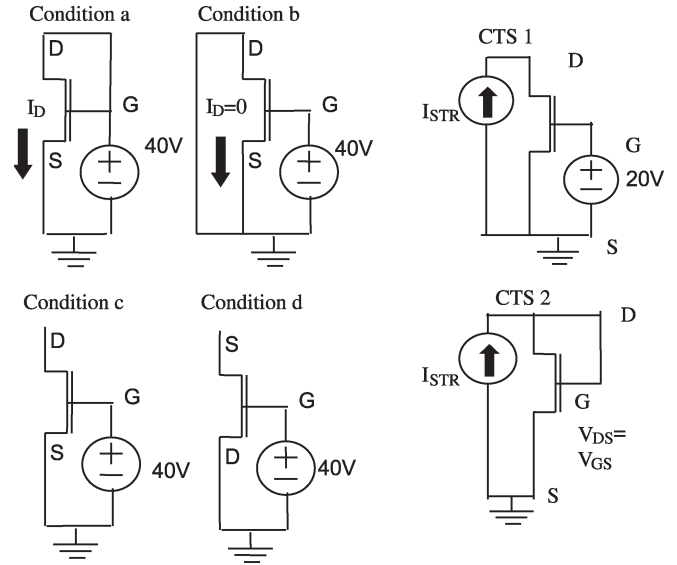 Condition a
D
I_D
G
S
40V
+
−
Condition b
D
I_D=0
G
S
40V
+
−
CTS 1
D
I_STR
G
+
−
20V
S
Condition c
D
G
S
+
−
40V
Condition d
S
G
D
+
−
40V
CTS 2
D
I_STR
G
V_DS=
V_GS
S